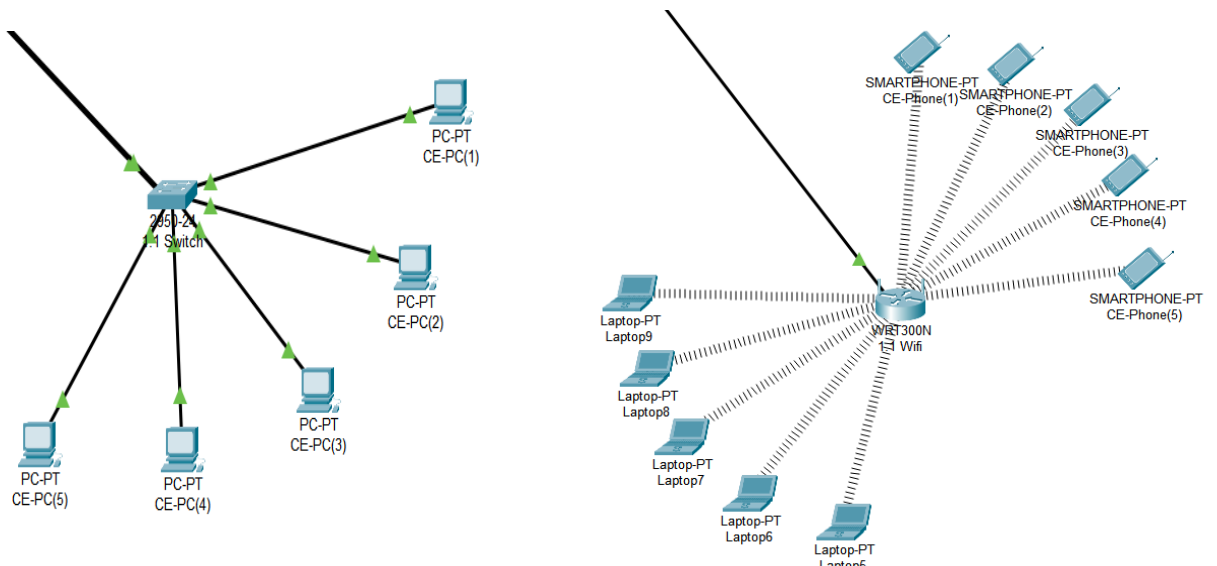 PC-PT
CE-PC(1)
2950-24
1.1 Switch
PC-PT
CE-PC(2)
PC-PT
CE-PC(3)
PC-PT
CE-PC(4)
PC-PT
CE-PC(5)
SMARTPHONE-PT
CE-Phone(1)
SMARTPHONE-PT
CE-Phone(2)
SMARTPHONE-PT
CE-Phone(3)
SMARTPHONE-PT
CE-Phone(4)
SMARTPHONE-PT
CE-Phone(5)
WRT300N
1.1 Wifi
Laptop-PT
Laptop9
Laptop-PT
Laptop8
Laptop-PT
Laptop7
Laptop-PT
Laptop6
Laptop-PT
Laptop5